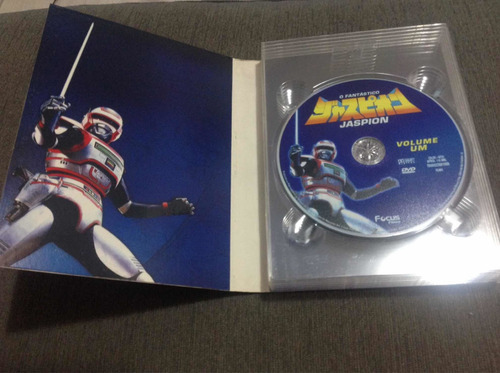 O FANTÁSTICO
ジャスピオン
JASPION
VOLUME
UM
DVD
Focus